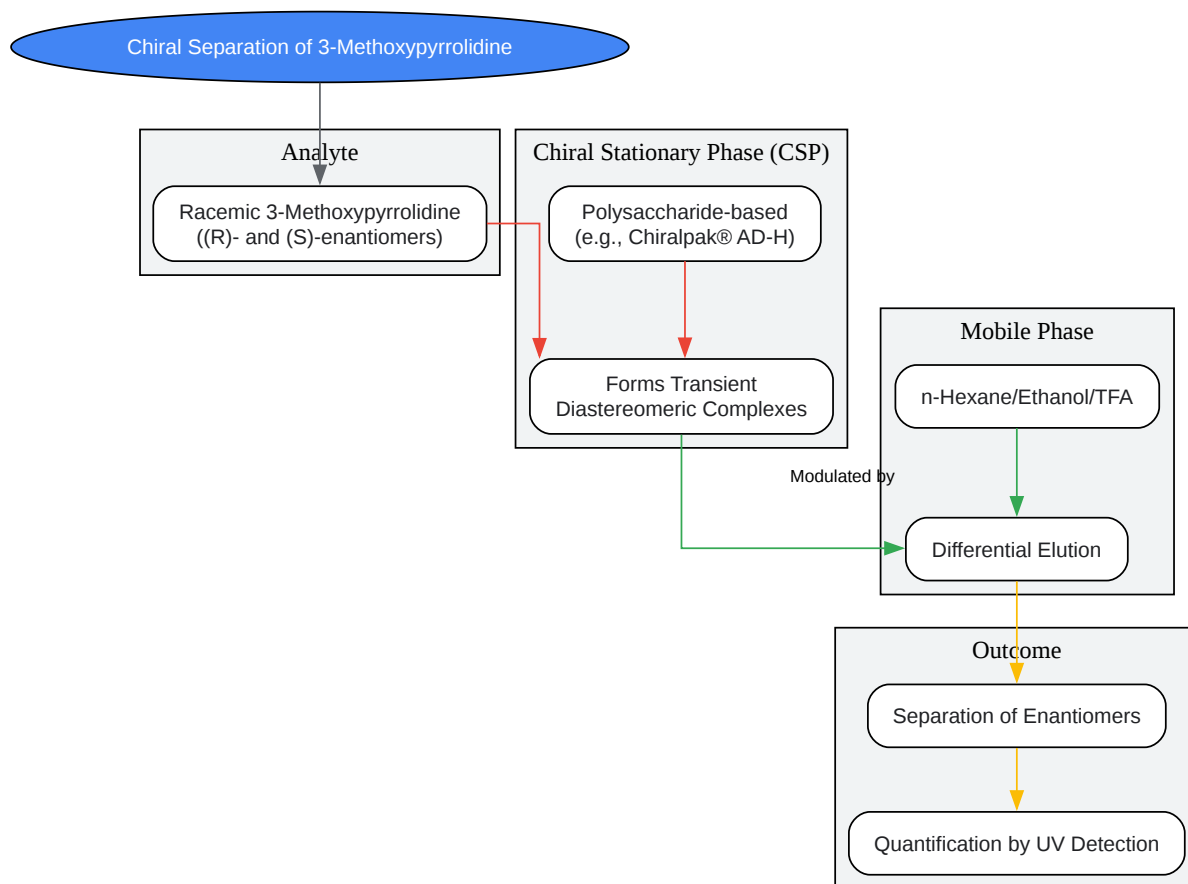 Chiral Separation of 3-Methoxypyrrolidine
Analyte
Racemic 3-Methoxypyrrolidine
((R)- and (S)-enantiomers)
Chiral Stationary Phase (CSP)
Polysaccharide-based
(e.g., Chiralpak® AD-H)
Forms Transient
Diastereomeric Complexes
Mobile Phase
n-Hexane/Ethanol/TFA
Modulated by
Differential Elution
Outcome
Separation of Enantiomers
Quantification by UV Detection